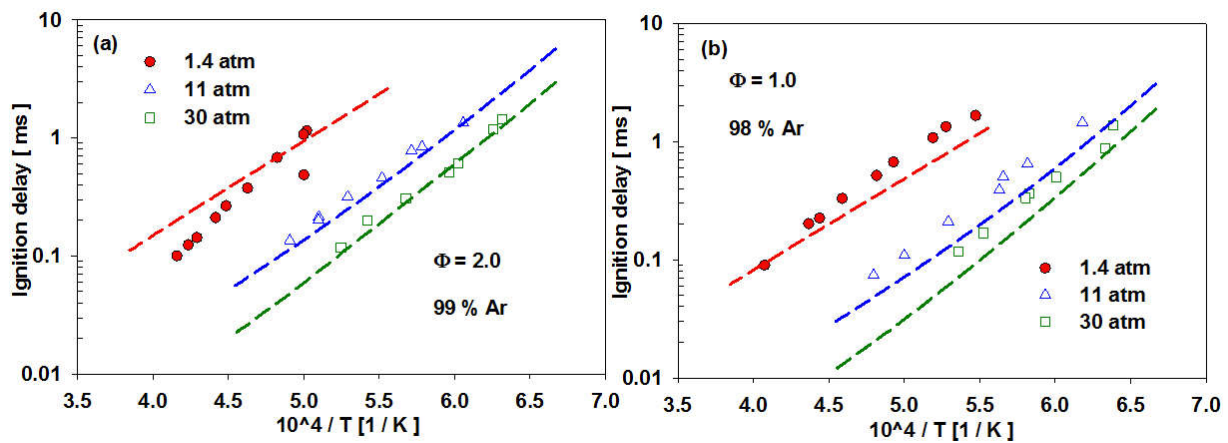 (a)
1.4 atm
11 atm
30 atm
Φ = 2.0
99 % Ar
Ignition delay [ ms ]
10
1
0.1
0.01
3.5 4.0 4.5 5.0 5.5 6.0 6.5 7.0
10^4 / T [1 / K ]
(b)
Φ = 1.0
98 % Ar
1.4 atm
11 atm
30 atm
Ignition delay [ ms ]
10
1
0.1
0.01
3.5 4.0 4.5 5.0 5.5 6.0 6.5 7.0
10^4 / T [1 / K ]